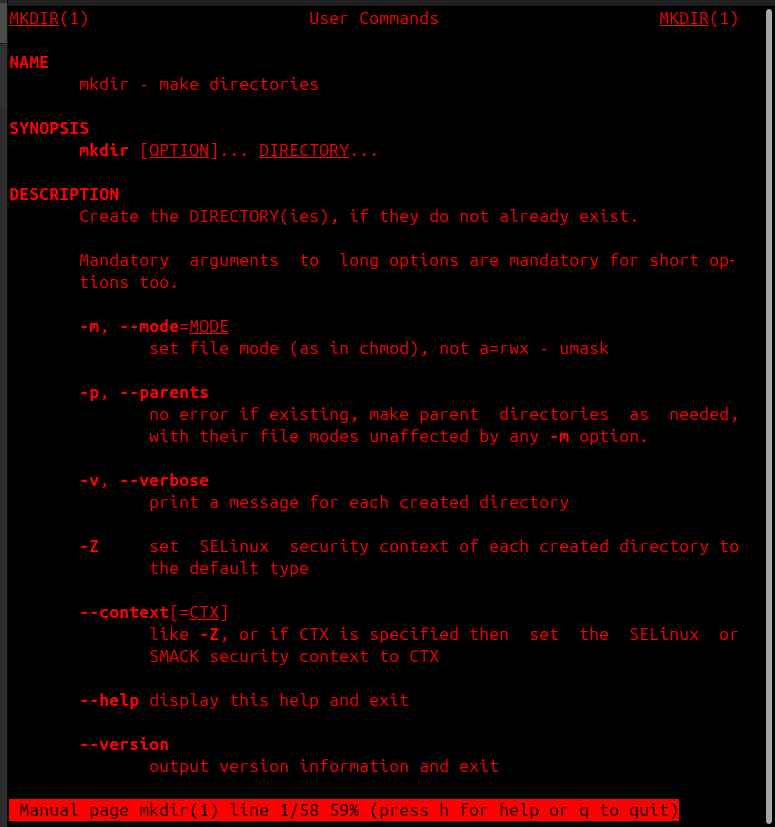 MKDIR(1) User Commands MKDIR(1)
NAME
mkdir - make directories
SYNOPSIS
mkdir [OPTION]... DIRECTORY...
DESCRIPTION
Create the DIRECTORY(ies), if they do not already exist.
Mandatory arguments to long options are mandatory for short op‐
tions too.
-m, --mode=MODE
set file mode (as in chmod), not a=rwx - umask
-p, --parents
no error if existing, make parent directories as needed,
with their file modes unaffected by any -m option.
-v, --verbose
print a message for each created directory
-Z set SELinux security context of each created directory to
the default type
--context[=CTX]
like -Z, or if CTX is specified then set the SELinux or
SMACK security context to CTX
--help display this help and exit
--version
output version information and exit
Manual page mkdir(1) line 1/58 59% (press h for help or q to quit)